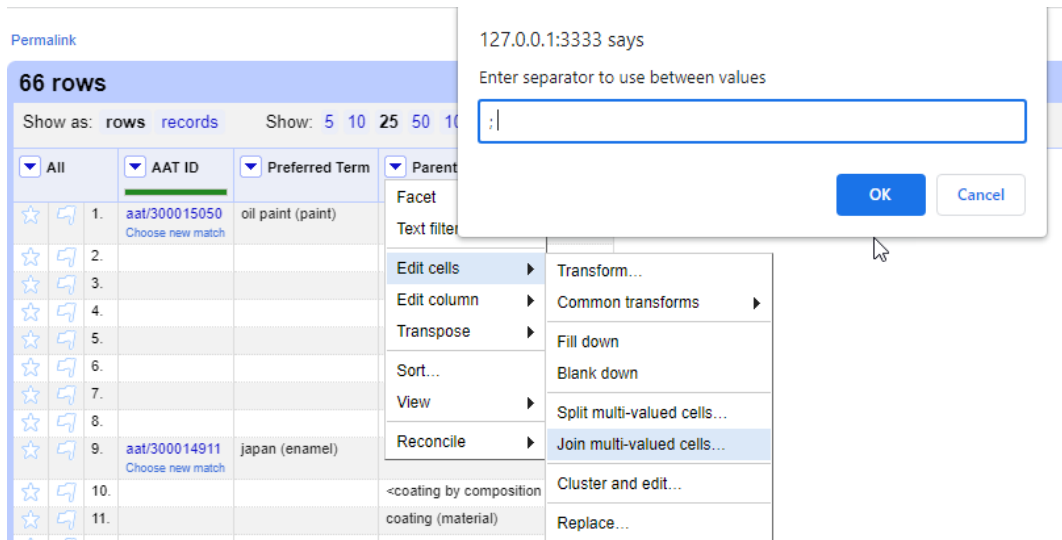 Permalink
127.0.0.1:3333 says
Enter separator to use between values
;
OK
Cancel
66 rows
Show as: rows records Show: 5 10 25 50
All
AAT ID
Preferred Term
Parent
1. aat/300015050 oil paint (paint)
Choose new match
2.
3.
4.
5.
6.
7.
8.
9. aat/300014911 japan (enamel)
Choose new match
10. <coating by composition
11. coating (material)
Facet
Text filter
Edit cells
Edit column
Transpose
Sort...
View
Reconcile
Transform...
Common transforms
Fill down
Blank down
Split multi-valued cells...
Join multi-valued cells...
Cluster and edit...
Replace...